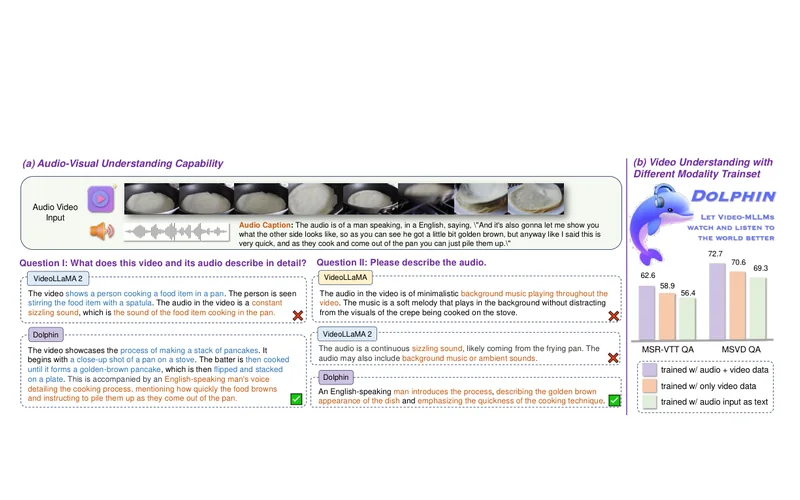 (a) Audio-Visual Understanding Capability
Audio Video
Input
Audio Caption: The audio is of a man speaking, in a English, saying, \"And it's also gonna let me show you
what the other side looks like, so as you can see he got a little bit golden brown, but anyway like I said this is
very quick, and as they cook and come out of the pan you can just pile them up.\"
Question I: What does this video and its audio describe in detail?
VideoLLaMA 2
The video shows a person cooking a food item in a pan. The person is seen
stirring the food item with a spatula. The audio in the video is a constant
sizzling sound, which is the sound of the food item cooking in the pan.
Dolphin
The video showcases the process of making a stack of pancakes. It
begins with a close-up shot of a pan on a stove. The batter is then cooked
until it forms a golden-brown pancake, which is then flipped and stacked
on a plate. This is accompanied by an English-speaking man's voice
detailing the cooking process, mentioning how quickly the food browns
and instructing to pile them up as they come out of the pan.
Question II: Please describe the audio.
VideoLLaMA
The audio in the video is of minimalistic background music playing throughout the
video. The music is a soft melody that plays in the background without distracting
from the visuals of the crepe being cooked on the stove.
VideoLLaMA 2
The audio is a continuous sizzling sound, likely coming from the frying pan. The
audio may also include background music or ambient sounds.
Dolphin
An English-speaking man introduces the process, describing the golden brown
appearance of the dish and emphasizing the quickness of the cooking technique.
(b) Video Understanding with
Different Modality Trainset
DOLPHIN
LET VIDEO-MLLMS
WATCH AND LISTEN TO
THE WORLD BETTER
62.6
58.9
56.4
72.7
70.6
69.3
MSR-VTT QA
MSVD QA
trained w/ audio + video data
trained w/ only video data
trained w/ audio input as text